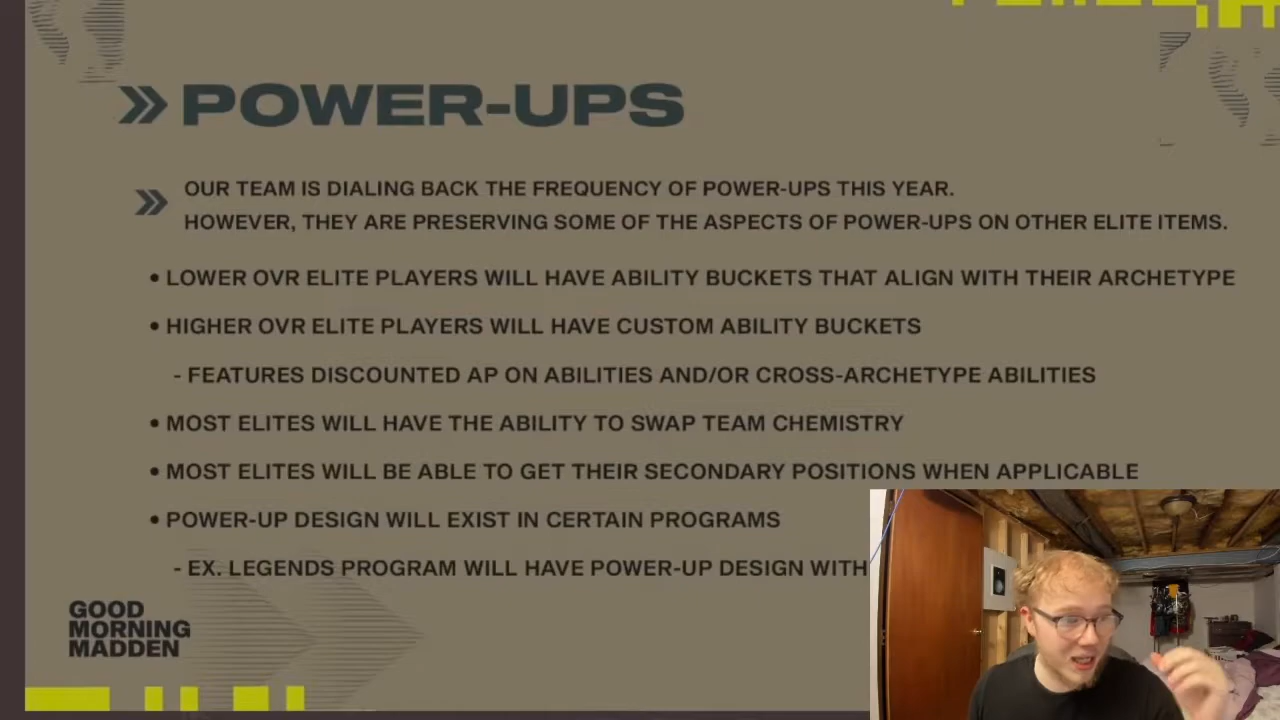 POWER-UPS
OUR TEAM IS DIALING BACK THE FREQUENCY OF POWER-UPS THIS YEAR.
HOWEVER, THEY ARE PRESERVING SOME OF THE ASPECTS OF POWER-UPS ON OTHER ELITE ITEMS.
• LOWER OVR ELITE PLAYERS WILL HAVE ABILITY BUCKETS THAT ALIGN WITH THEIR ARCHETYPE
• HIGHER OVR ELITE PLAYERS WILL HAVE CUSTOM ABILITY BUCKETS
- FEATURES DISCOUNTED AP ON ABILITIES AND/OR CROSS-ARCHETYPE ABILITIES
• MOST ELITES WILL HAVE THE ABILITY TO SWAP TEAM CHEMISTRY
• MOST ELITES WILL BE ABLE TO GET THEIR SECONDARY POSITIONS WHEN APPLICABLE
• POWER-UP DESIGN WILL EXIST IN CERTAIN PROGRAMS
- EX. LEGENDS PROGRAM WILL HAVE POWER-UP DESIGN WITH
GOOD
MORNING
MADDEN